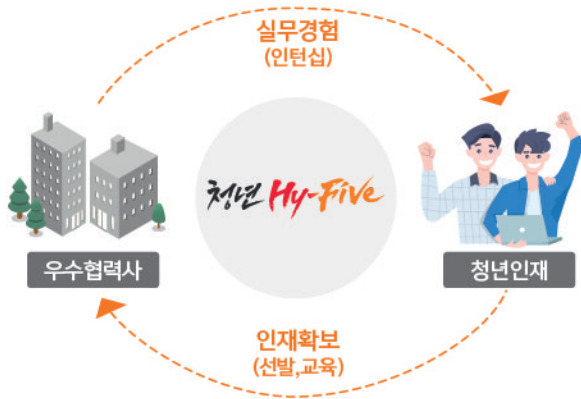 실무경험
(인턴십)
청년 Hy-Five
우수협력사
청년인재
인재확보
(선발,교육)